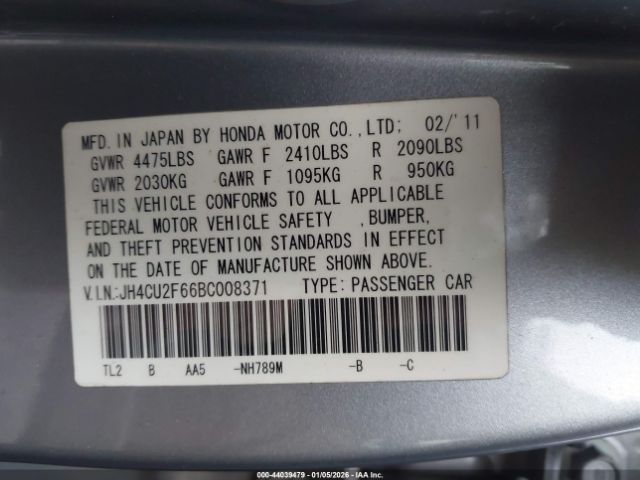 MFD. IN JAPAN BY HONDA MOTOR CO.,LTD; 02/'11
GVWR 4475LBS GAWR F 2410LBS R 2090LBS
GVWR 2030KG GAWR F 1095KG R 950KG
THIS VEHICLE CONFORMS TO ALL APPLICABLE
FEDERAL MOTOR VEHICLE SAFETY ,BUMPER,
AND THEFT PREVENTION STANDARDS IN EFFECT
ON THE DATE OF MANUFACTURE SHOWN ABOVE.
V.I.N.:JH4CU2F66BC008371 TYPE: PASSENGER CAR
TL2 B AA5 -NH789M -B -C
000 - 44039479 - 01/05/2026 - IAAI.COM